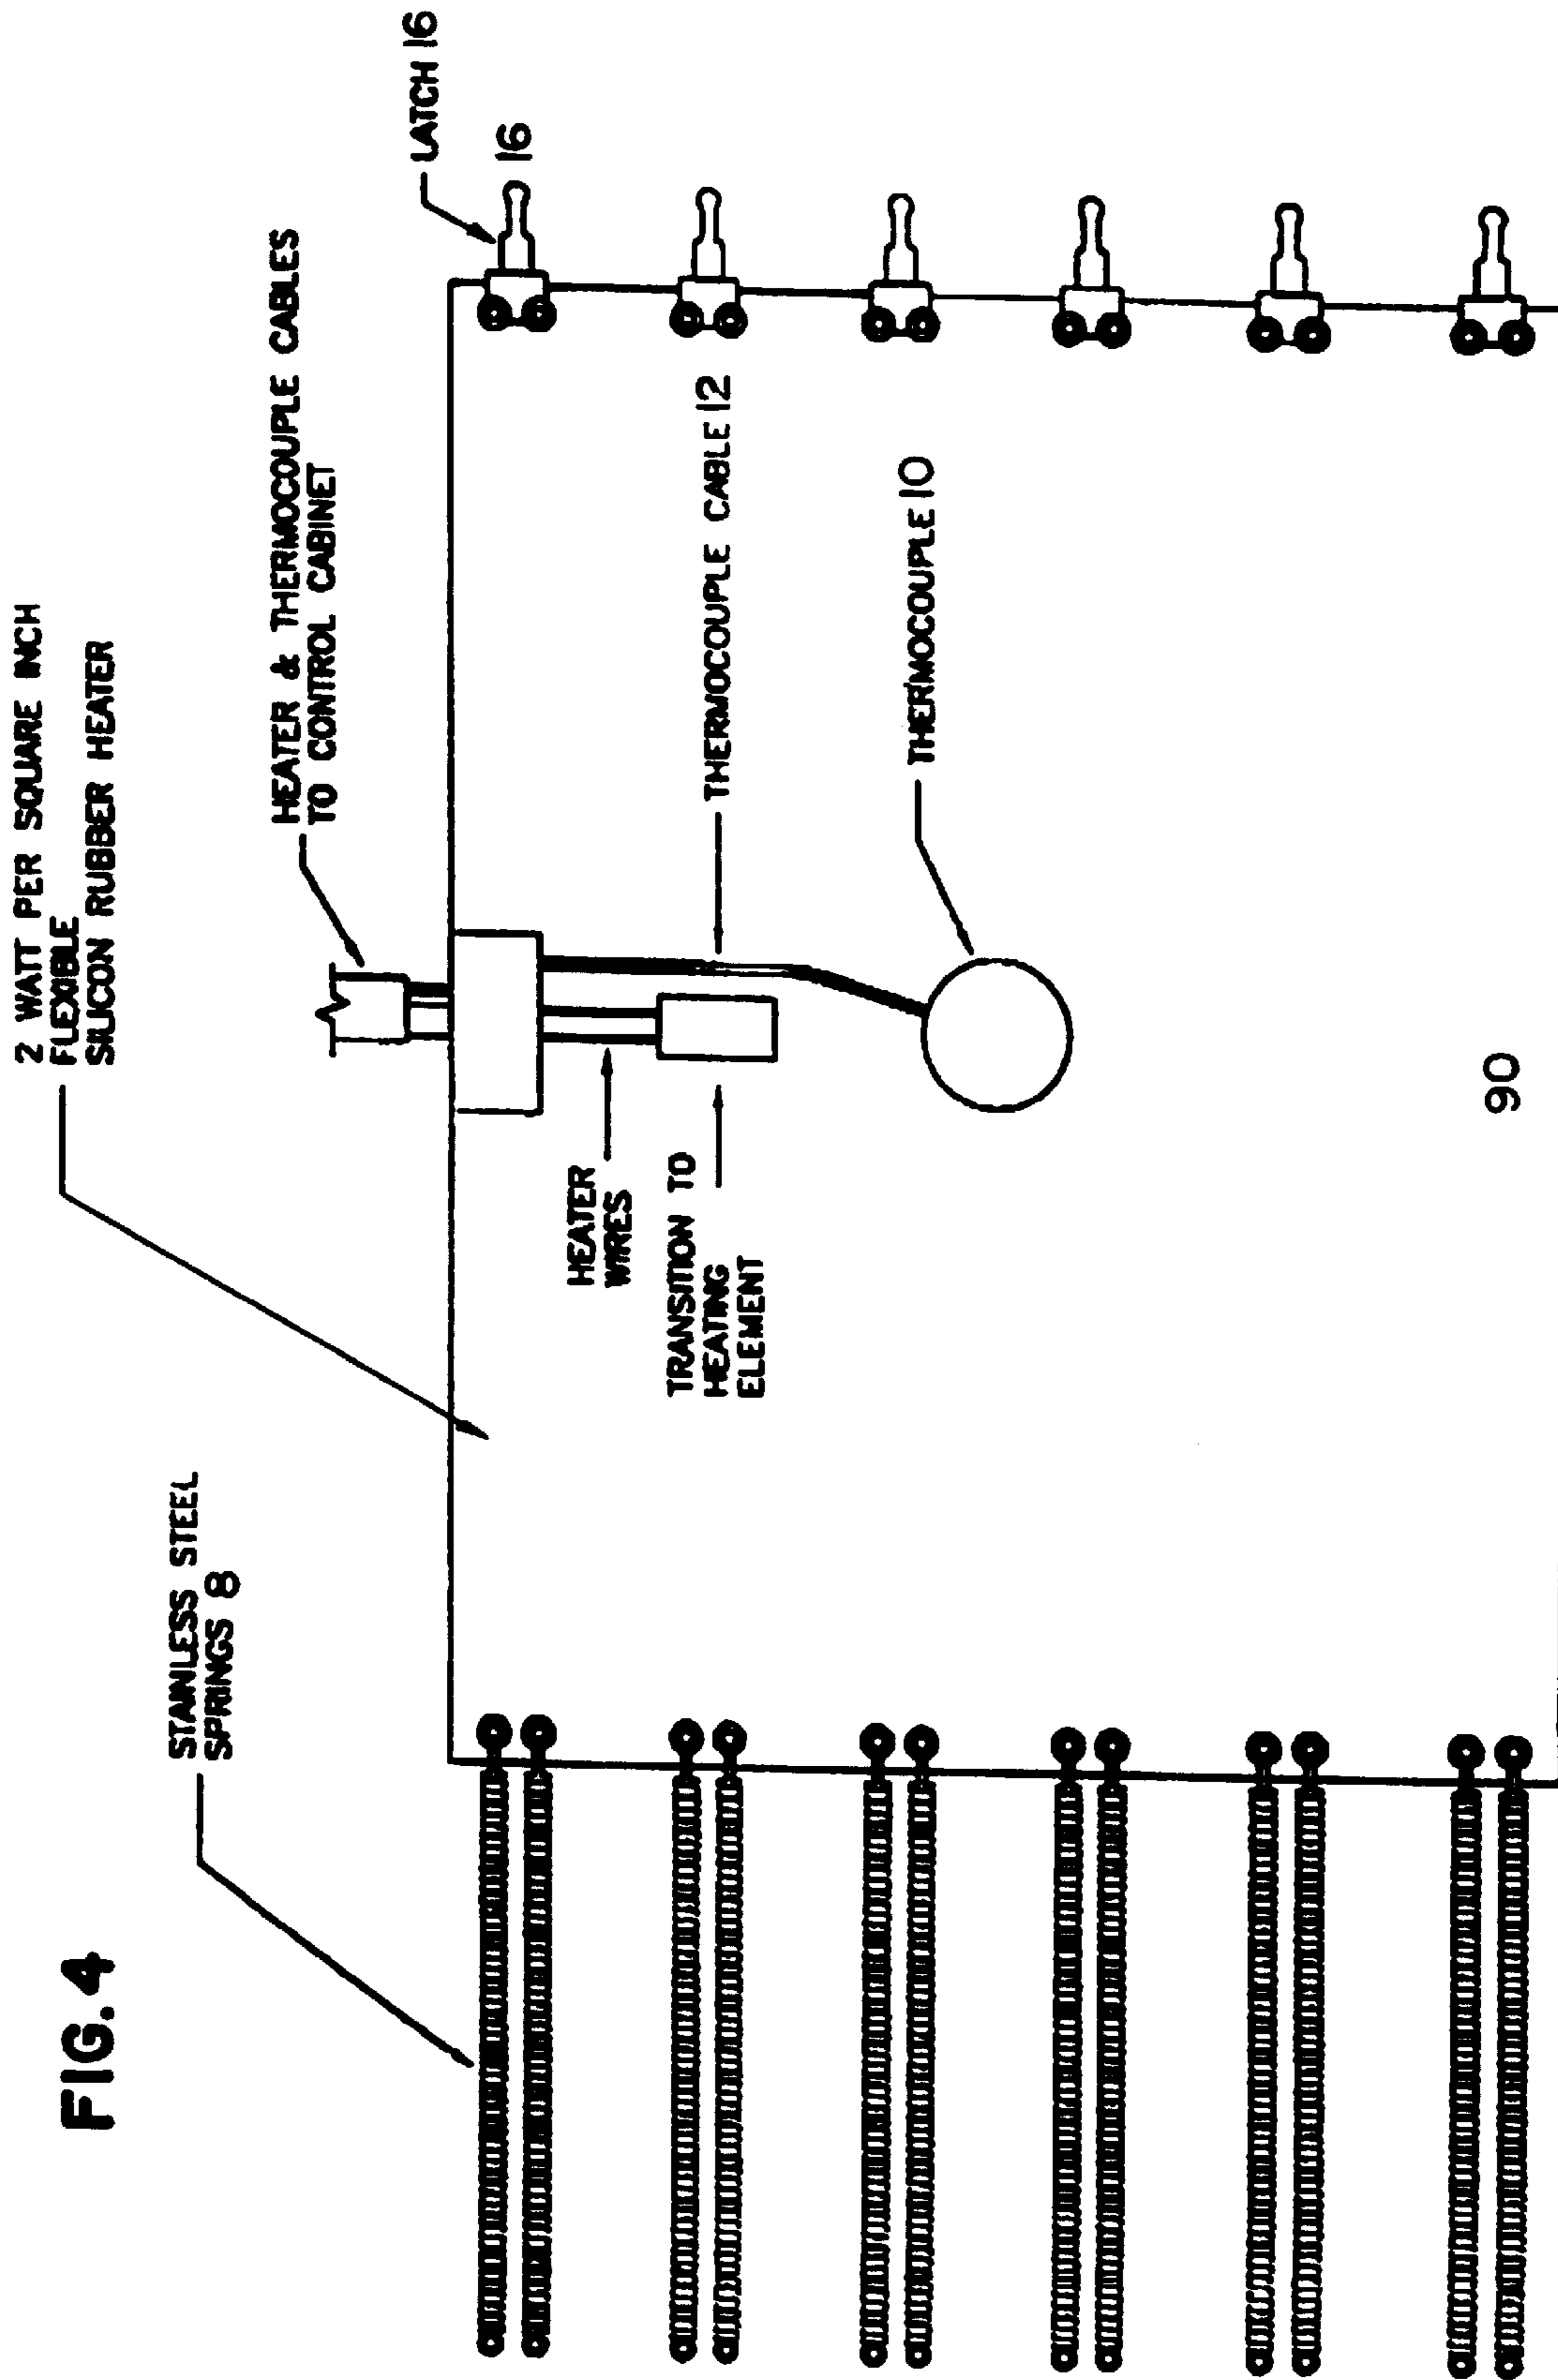 FIG. 4
2 WATT PER SQUARE INCH
FLEXIBLE
SILICON RUBBER HEATER
STAINLESS STEEL
SPRINGS 8
HEATER & THERMOCOUPLE CABLES
TO CONTROL CABINET
LATCH 16
16
HEATER
WIRES
TRANSITION TO
HEATING
ELEMENT
THERMOCOUPLE CABLE 12
THERMOCOUPLE 10
90